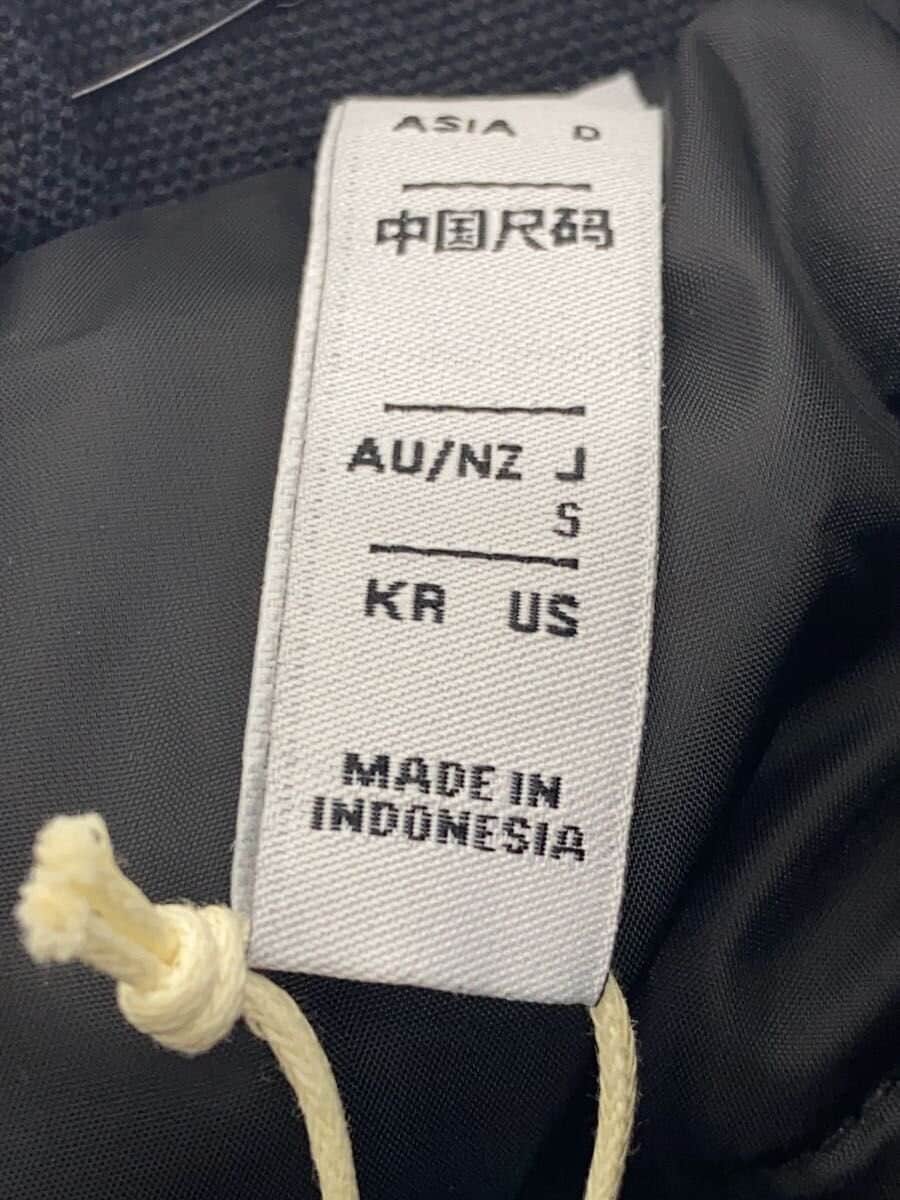 ASIA D
中国尺码
AU/NZ J
S
KR US
MADE IN
INDONESIA